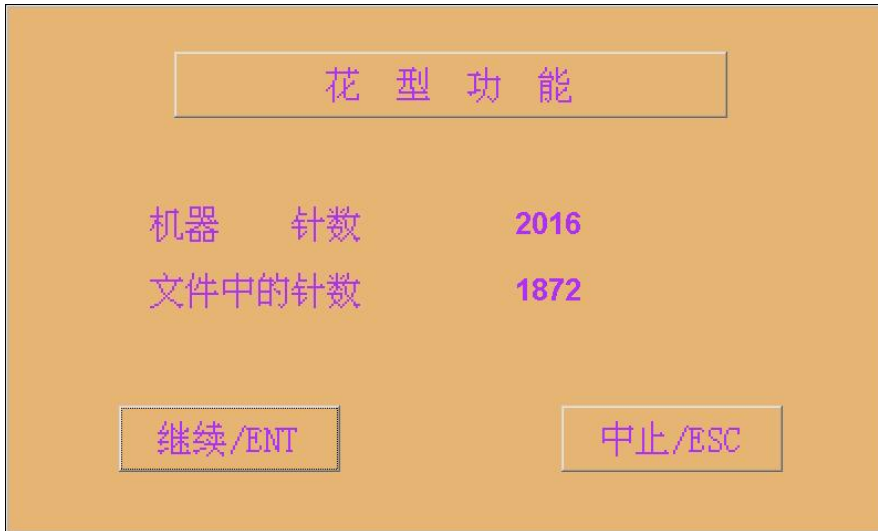 花 型 功 能
机器 针数 2016
文件中的针数 1872
继续/ENT 中止/ESC